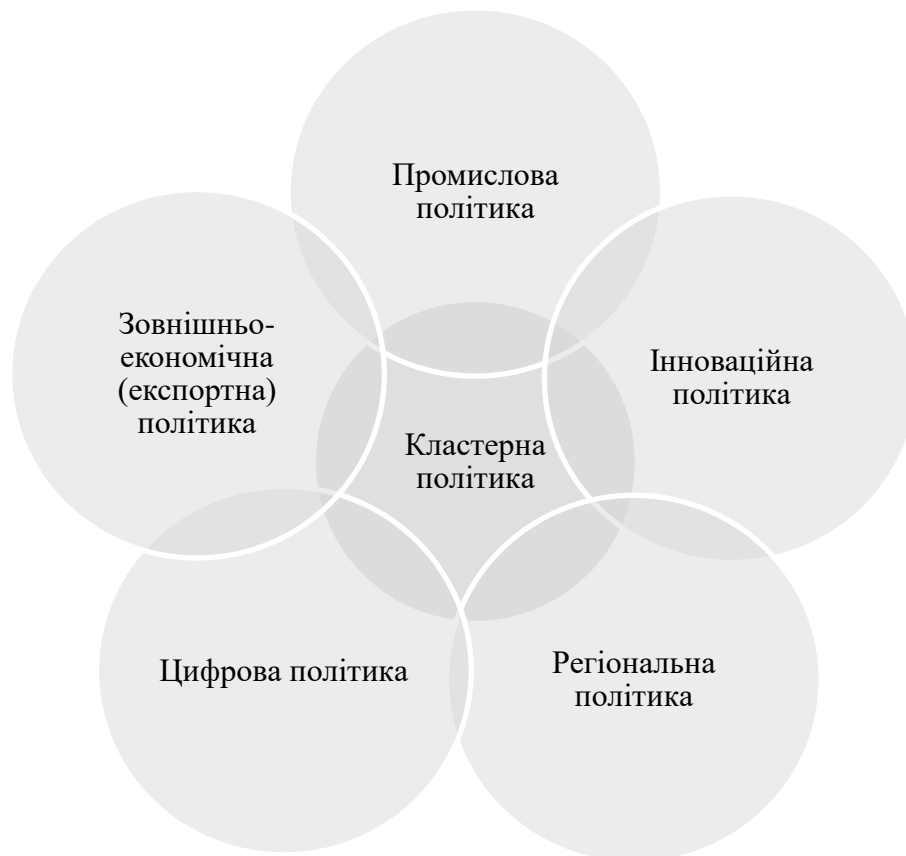 Промислова
політика
Зовнішньо-
економічна
(експортна)
політика
Інноваційна
політика
Кластерна
політика
Цифрова політика
Регіональна
політика